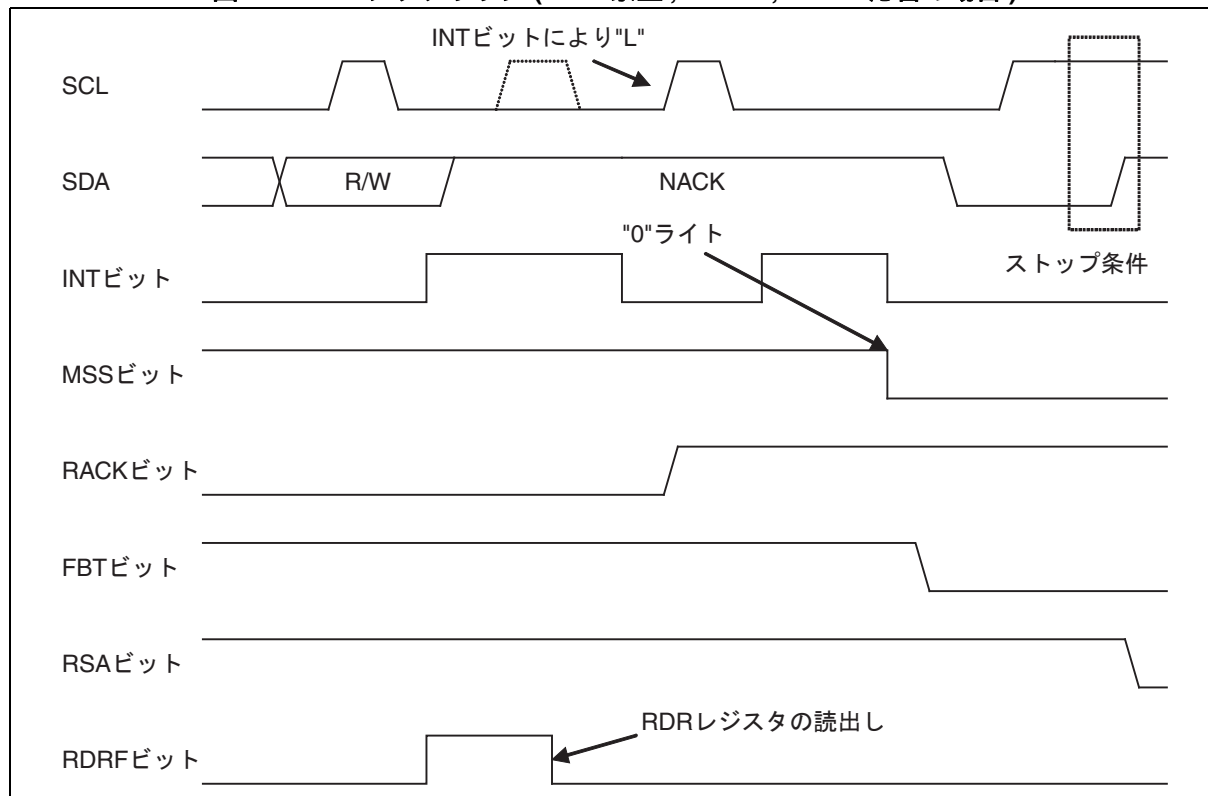 INTビットにより"L"
SCL
SDA
R/W
NACK
"0"ライト
ストップ条件
INTビット
MSSビット
RACKビット
FBTビット
RSAビット
RDRレジスタの読出し
RDRFビット